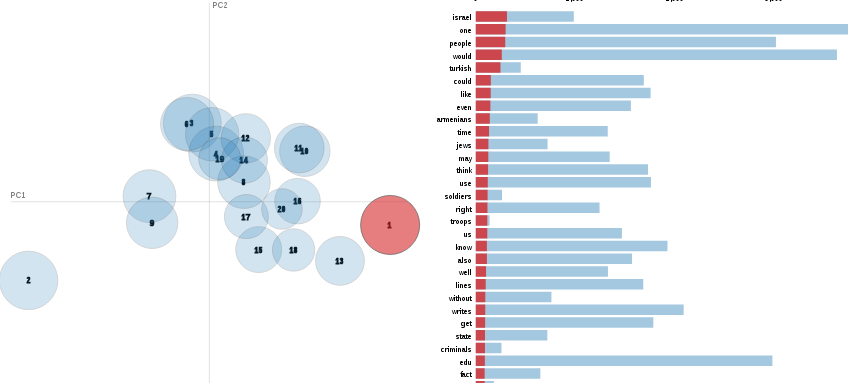 PC2
PC1
6
3
5
12
4
10
14
11
8
7
9
16
20
17
1
15
18
13
2
israel
one
people
would
turkish
could
like
even
armenians
time
jews
may
think
use
soldiers
right
troops
us
know
also
well
lines
without
writes
get
state
criminals
edu
fact